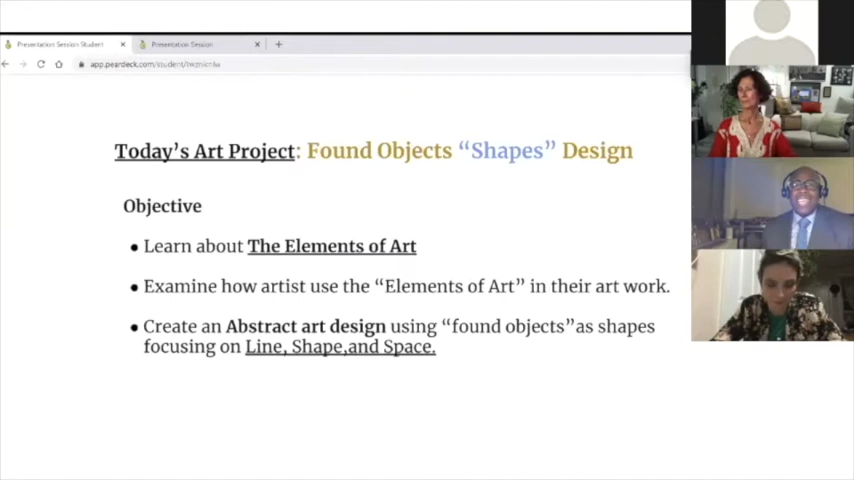 Presentation Session Student
Presentation Session
Today's Art Project: Found Objects “Shapes” Design
Objective
Learn about The Elements of Art
Examine how artist use the “Elements of Art” in their art work.
Create an Abstract art design using “found objects”as shapes
focusing on Line, Shape,and Space.